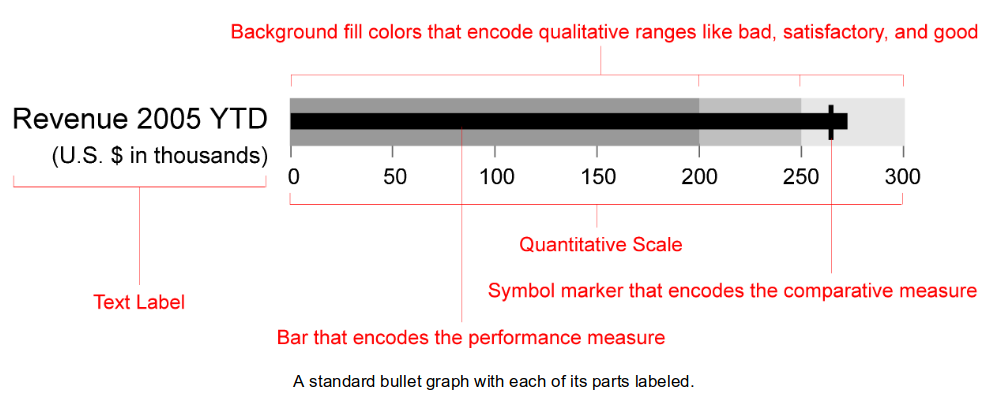 Background fill colors that encode qualitative ranges like bad, satisfactory, and good
Revenue 2005 YTD
(U.S. $ in thousands)
0 50 100 150 200 250 300
Quantitative Scale
Text Label
Symbol marker that encodes the comparative measure
Bar that encodes the performance measure
A standard bullet graph with each of its parts labeled.